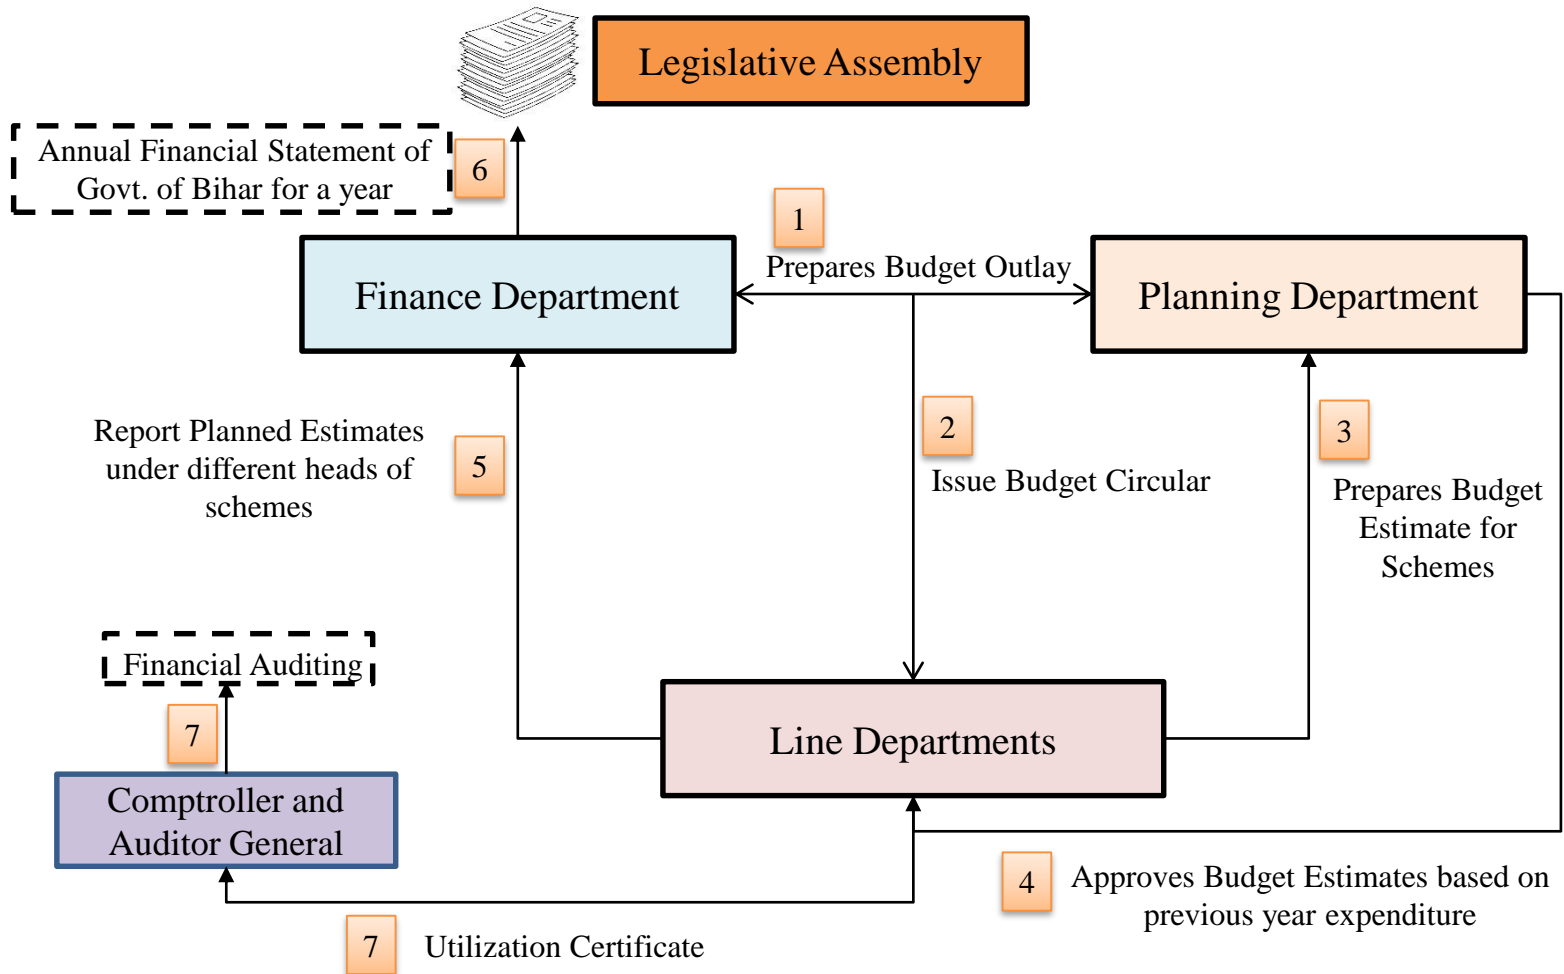 Legislative Assembly
Annual Financial Statement of
Govt. of Bihar for a year
6
1
Prepares Budget Outlay
Finance Department
Planning Department
Report Planned Estimates
under different heads of
schemes
5
2
Issue Budget Circular
3
Prepares Budget
Estimate for
Schemes
Financial Auditing
7
Line Departments
Comptroller and
Auditor General
4
Approves Budget Estimates based on
previous year expenditure
7
Utilization Certificate